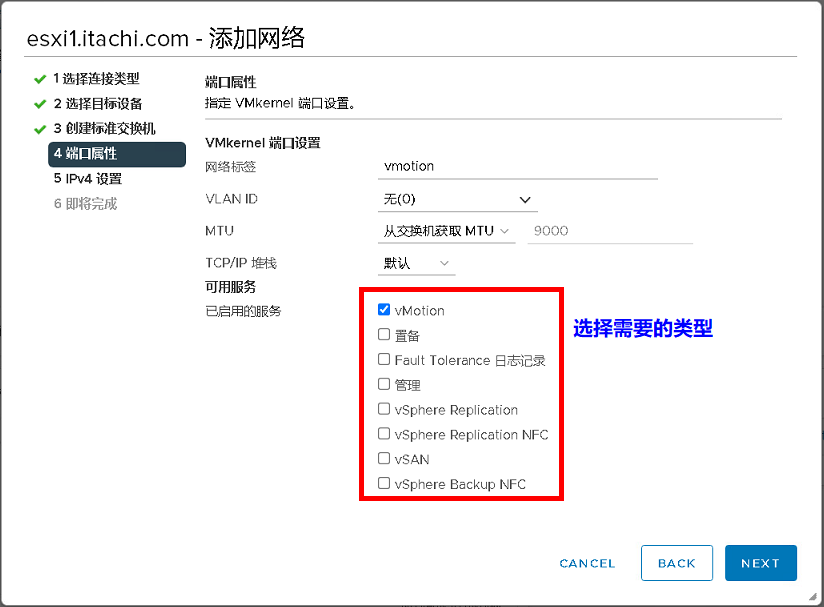 esxi1.itachi.com - 添加网络
1 选择连接类型
2 选择目标设备
3 创建标准交换机
4 端口属性
5 IPv4 设置
6 即将完成
端口属性
指定 VMkernel 端口设置。
VMkernel 端口设置
网络标签 vmotion
VLAN ID 无(0)
MTU 从交换机获取 MTU 9000
TCP/IP 堆栈 默认
可用服务
已启用的服务 vMotion
置备
Fault Tolerance 日志记录
管理
vSphere Replication
vSphere Replication NFC
vSAN
vSphere Backup NFC
选择需要的类型
CANCEL BACK NEXT